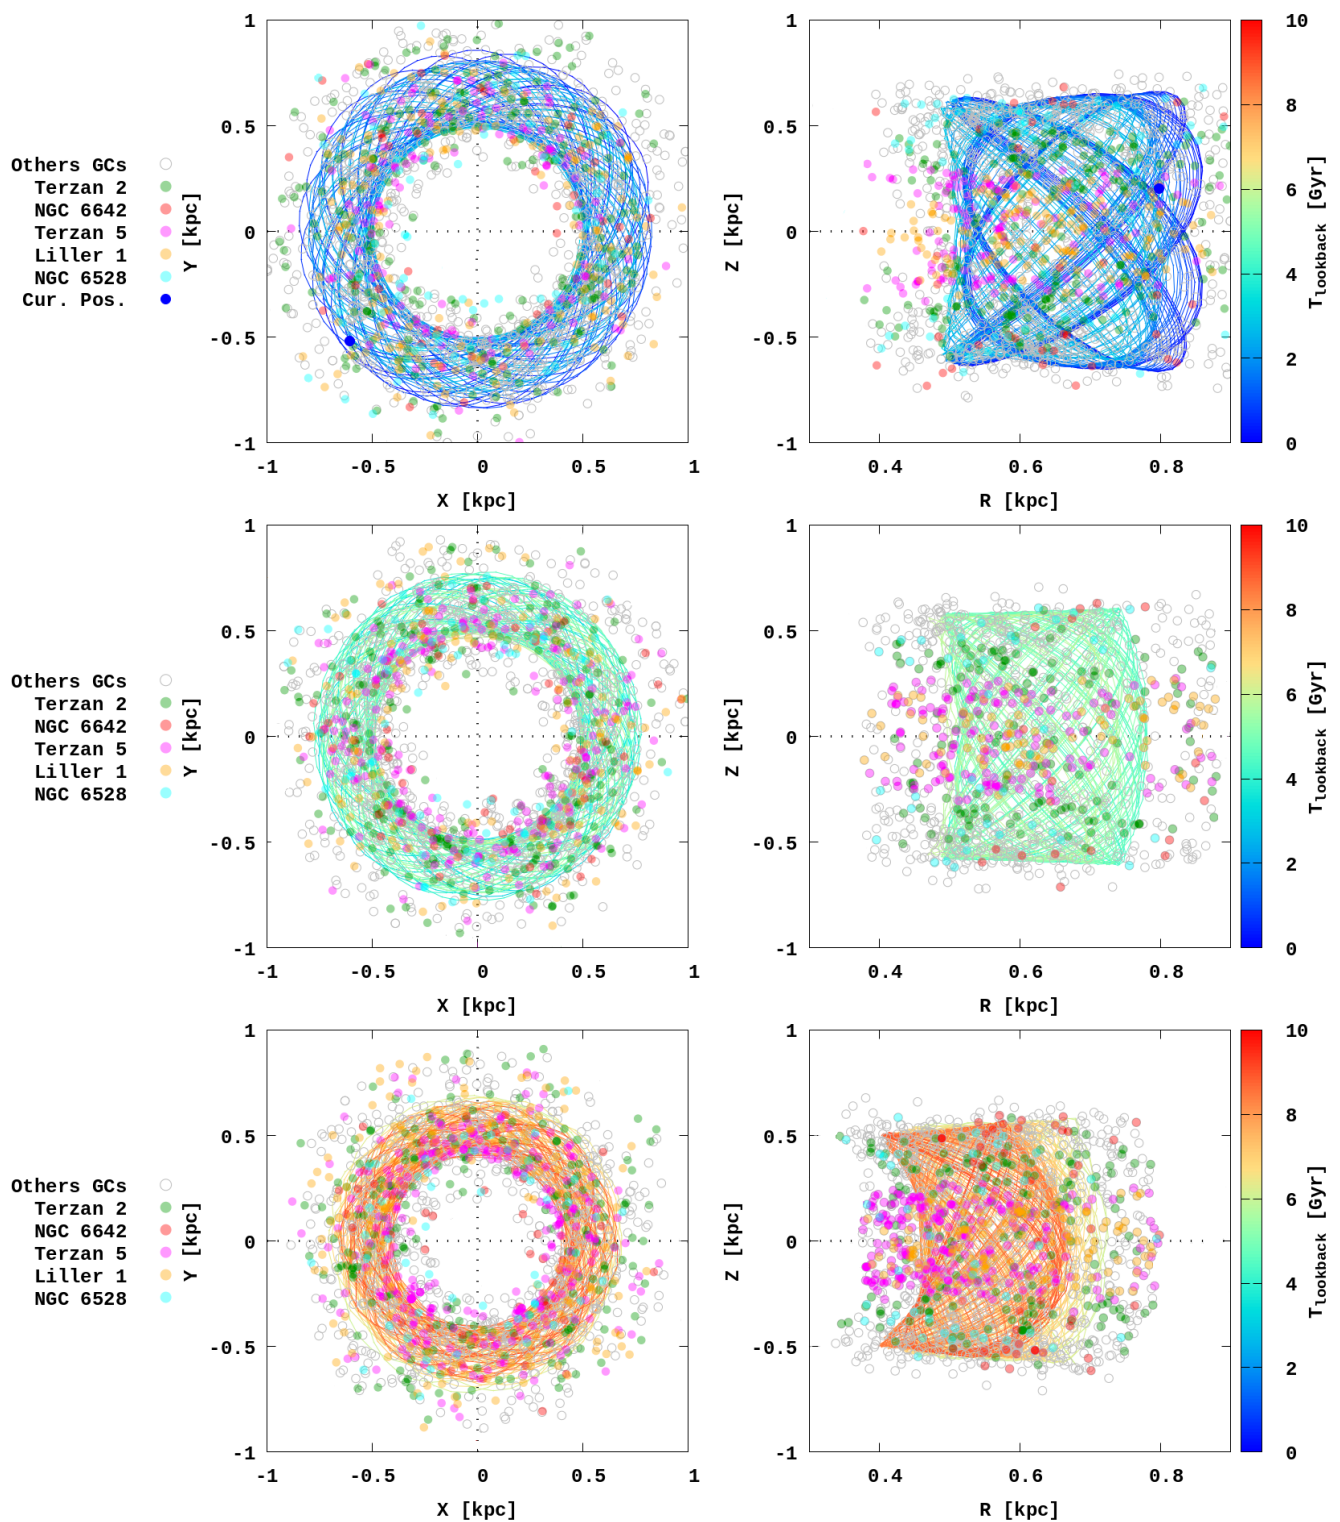 1
0.5
0
-0.5
-1
Y [kpc]
-1 -0.5 0 0.5 1
X [kpc]
Others GCs
Terzan 2
NGC 6642
Terzan 5
Liller 1
NGC 6528
Cur. Pos.
1
0.5
0
-0.5
-1
Z [kpc]
0.4 0.6 0.8
R [kpc]
10
8
6
4
2
0
Tlookback [Gyr]
1
0.5
0
-0.5
-1
Y [kpc]
-1 -0.5 0 0.5 1
X [kpc]
Others GCs
Terzan 2
NGC 6642
Terzan 5
Liller 1
NGC 6528
1
0.5
0
-0.5
-1
Z [kpc]
0.4 0.6 0.8
R [kpc]
10
8
6
4
2
0
Tlookback [Gyr]
1
0.5
0
-0.5
-1
Y [kpc]
-1 -0.5 0 0.5 1
X [kpc]
Others GCs
Terzan 2
NGC 6642
Terzan 5
Liller 1
NGC 6528
1
0.5
0
-0.5
-1
Z [kpc]
0.4 0.6 0.8
R [kpc]
10
8
6
4
2
0
Tlookback [Gyr]